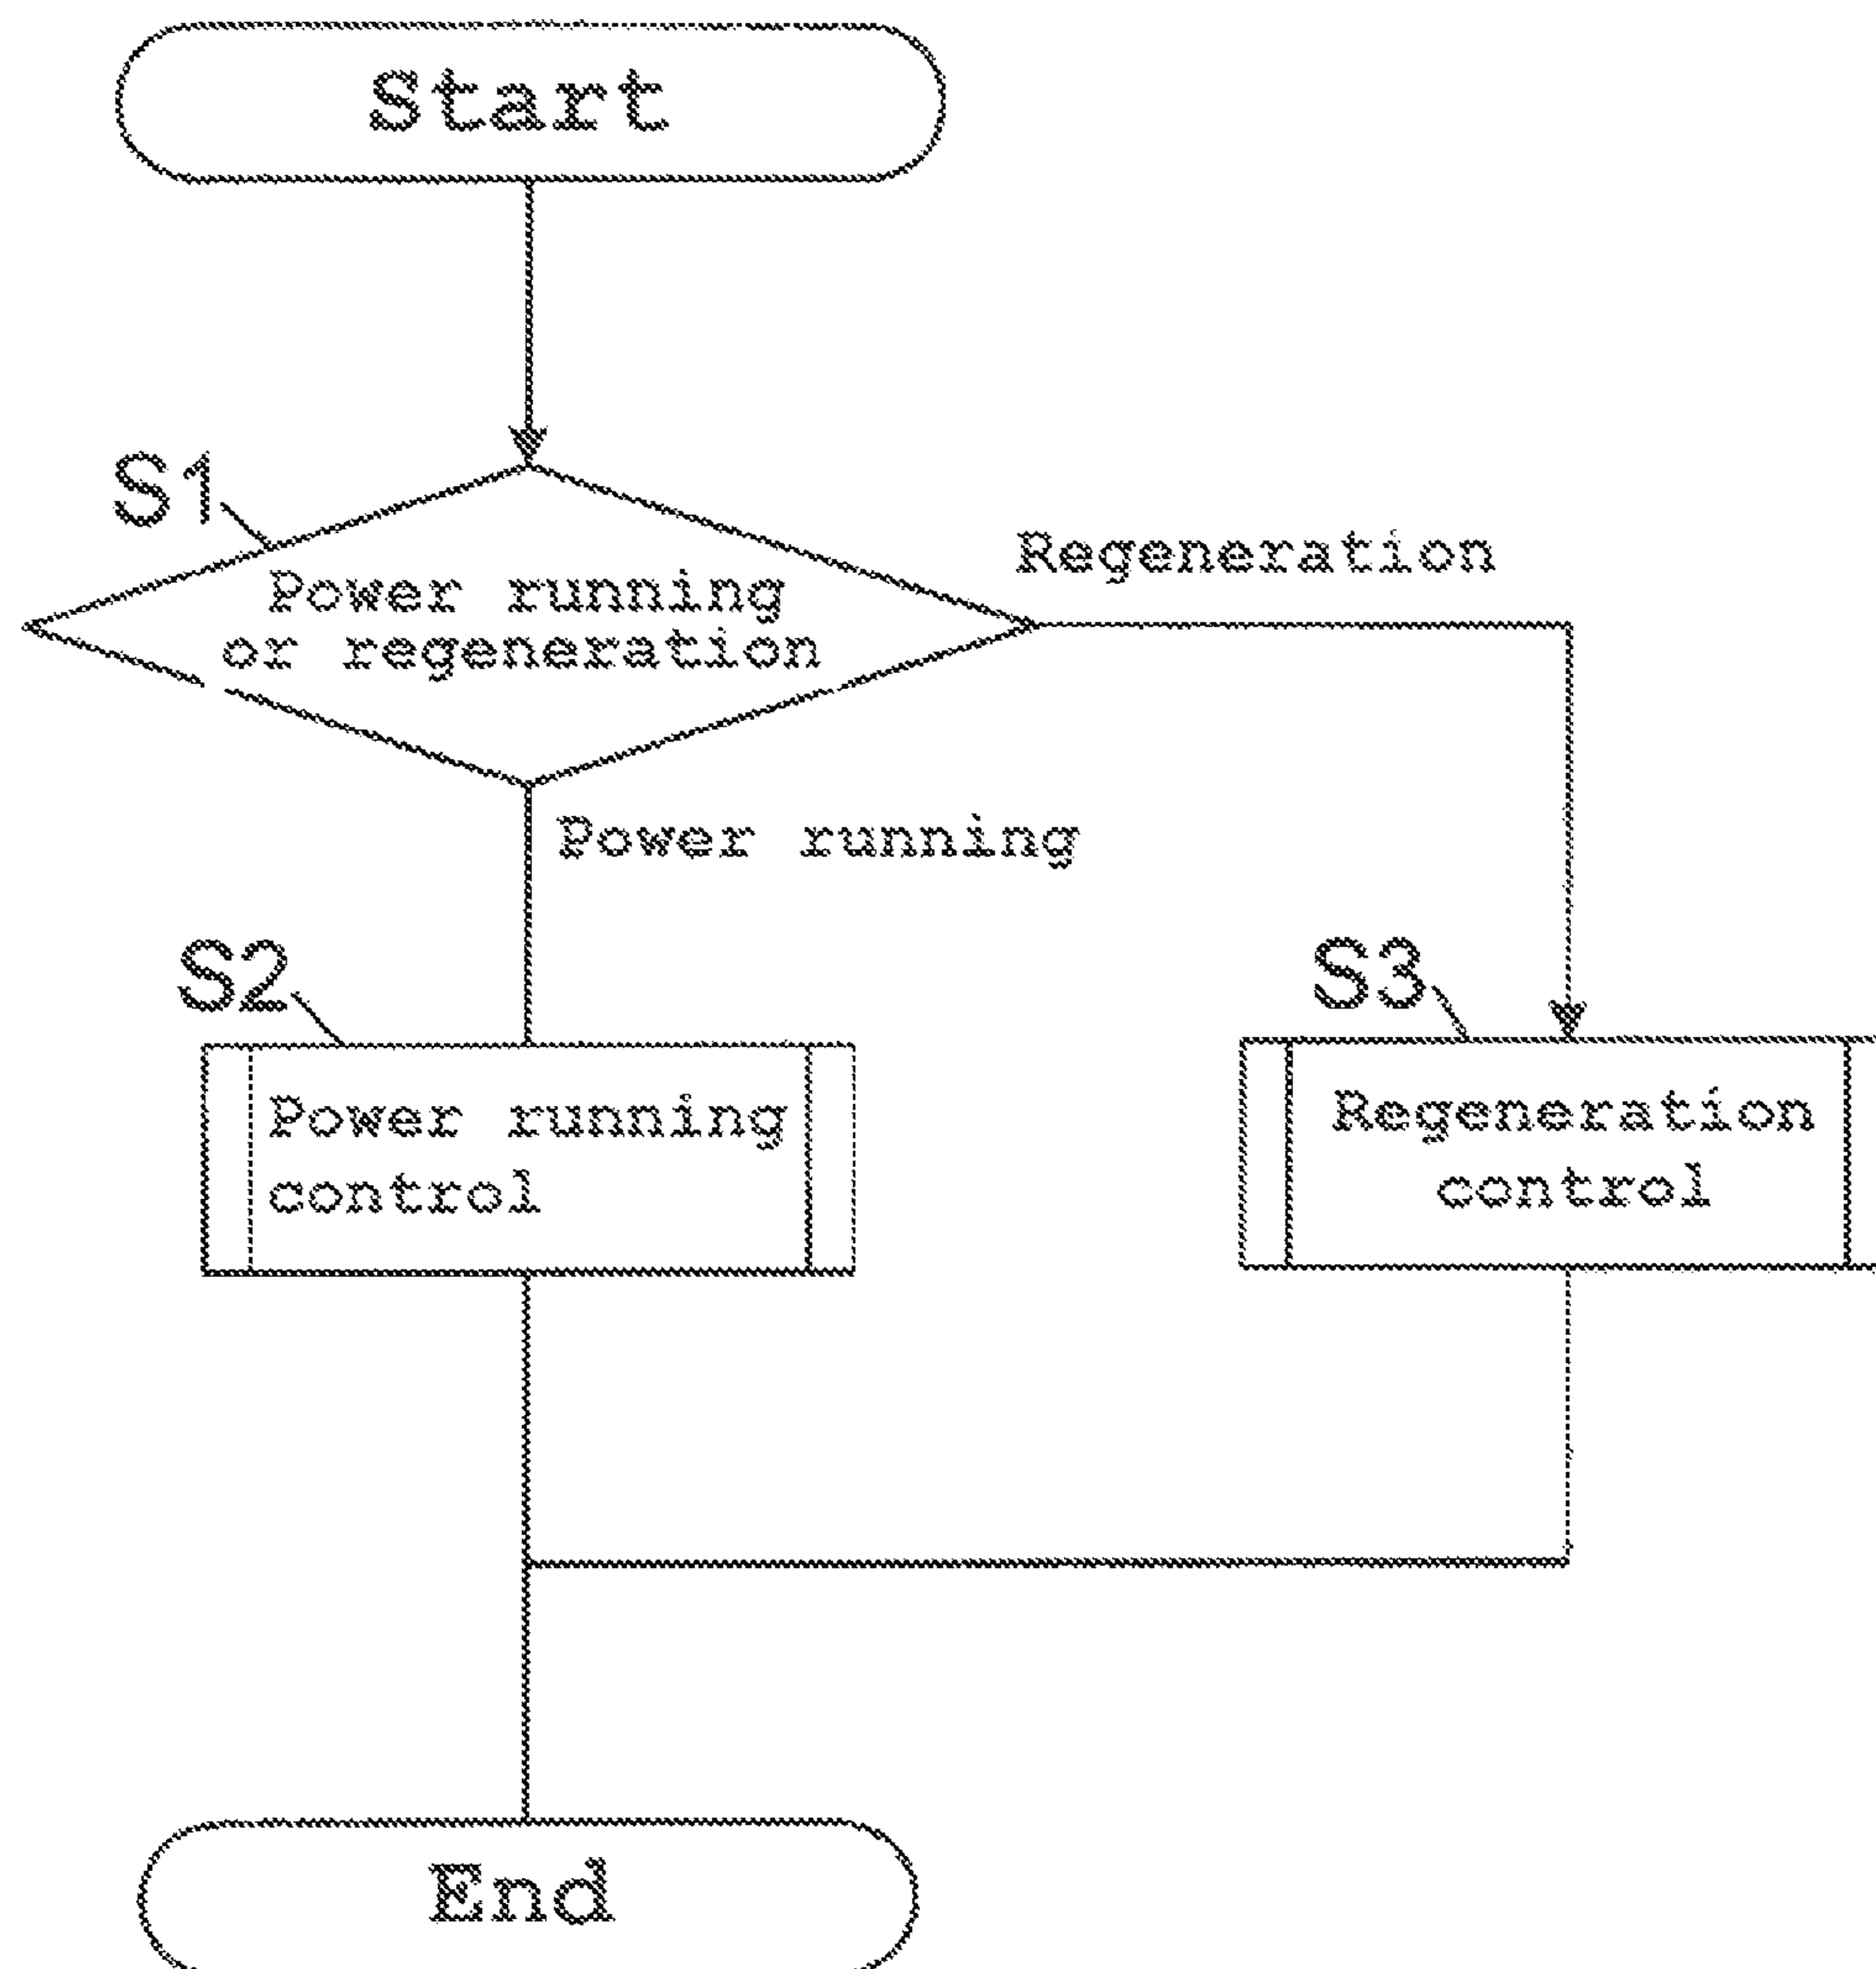 Start
S1
Regeneration
Power running
or regeneration
Power running
S2
S3
Power running
control
Regeneration
control
End